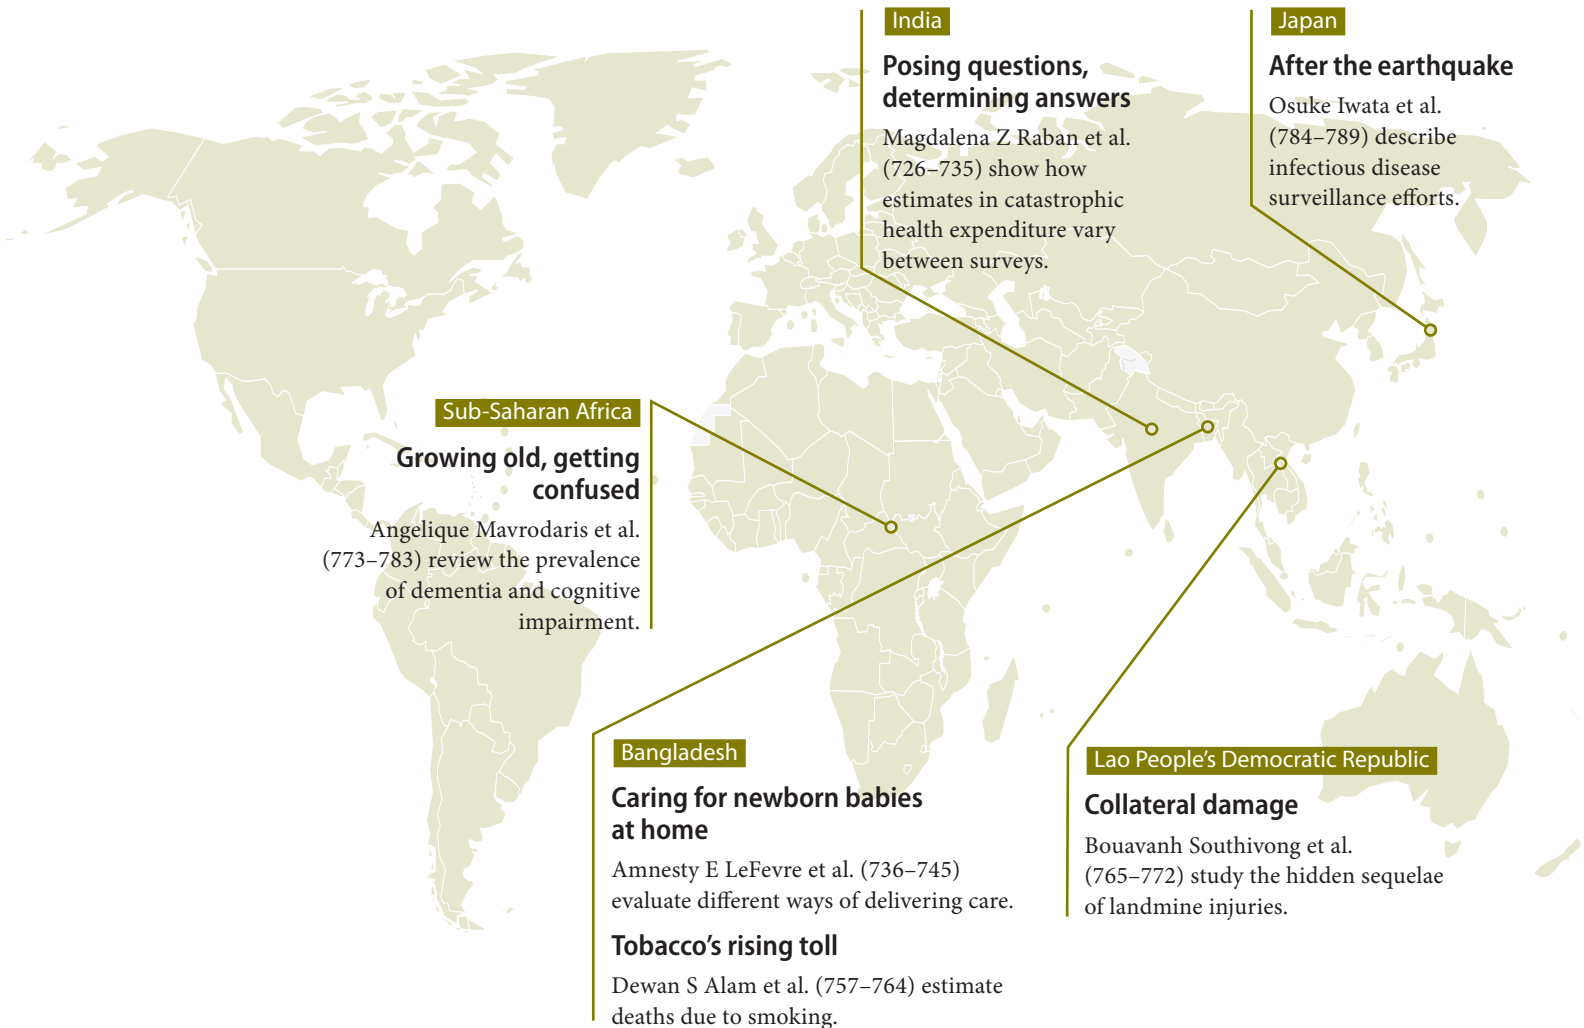 India
Posing questions,
determining answers
Magdalena Z Raban et al.
(726–735) show how
estimates in catastrophic
health expenditure vary
between surveys.
Japan
After the earthquake
Osuke Iwata et al.
(784–789) describe
infectious disease
surveillance efforts.
Sub-Saharan Africa
Growing old, getting
confused
Angelique Mavrodaris et al.
(773–783) review the prevalence
of dementia and cognitive
impairment.
Bangladesh
Caring for newborn babies
at home
Amnesty E LeFevre et al. (736–745)
evaluate different ways of delivering care.
Tobacco’s rising toll
Dewan S Alam et al. (757–764) estimate
deaths due to smoking.
Lao People’s Democratic Republic
Collateral damage
Bouavanh Southivong et al.
(765–772) study the hidden sequelae
of landmine injuries.